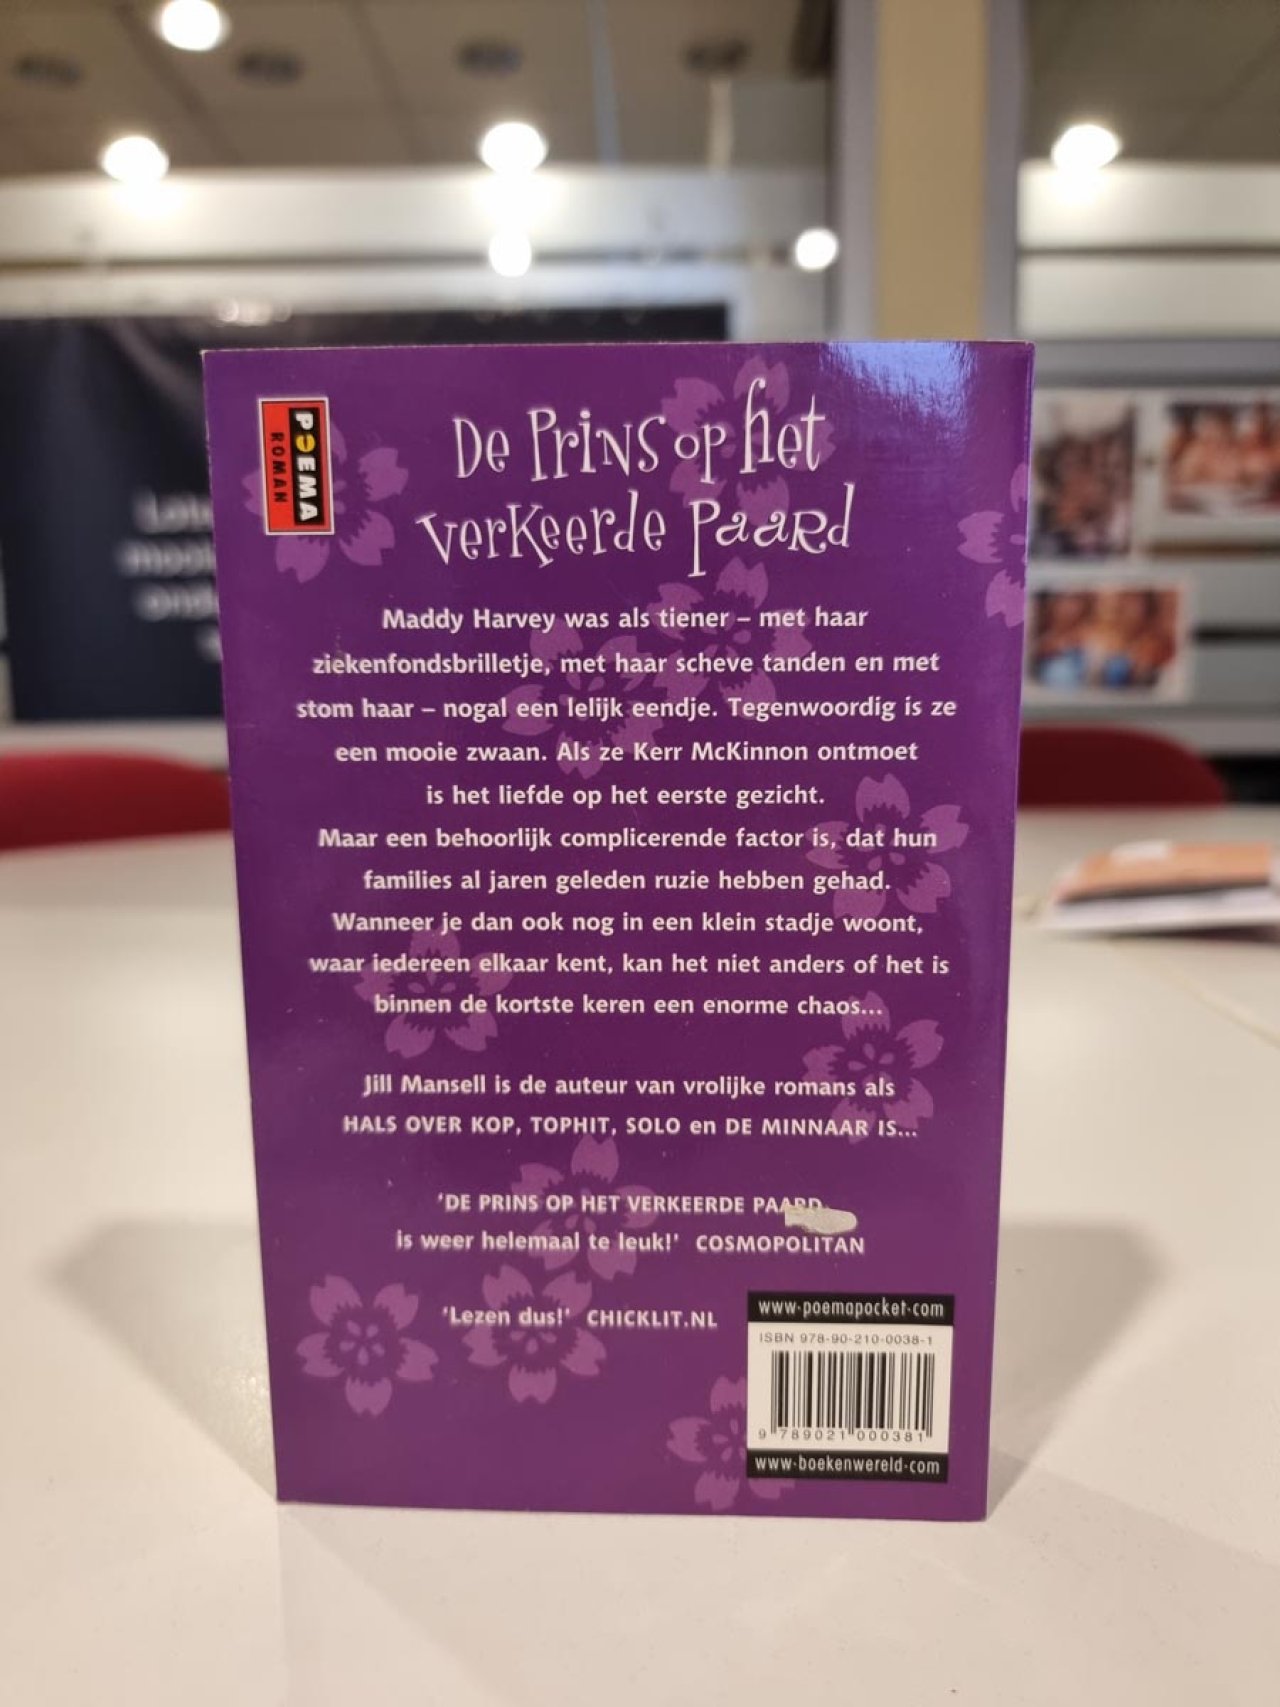 POEMA
ROMAN
De Prins op het
verkeerde paard
Maddy Harvey was als tiener – met haar
ziekenfondsbrilletje, met haar scheve tanden en met
stom haar – nogal een lelijk eendje. Tegenwoordig is ze
een mooie zwaan. Als ze Kerr McKinnon ontmoet
is het liefde op het eerste gezicht.
Maar een behoorlijk complicerende factor is, dat hun
families al jaren geleden ruzie hebben gehad.
Wanneer je dan ook nog in een klein stadje woont,
waar iedereen elkaar kent, kan het niet anders of het is
binnen de kortste keren een enorme chaos...
Jill Mansell is de auteur van vrolijke romans als
HALS OVER KOP, TOPHIT, SOLO en DE MINNAAR IS...
‘DE PRINS OP HET VERKEERDE PAARD
is weer helemaal te leuk!’ COSMOPOLITAN
‘Lezen dus!’ CHICKLIT.NL
www.poemapocket.com
ISBN 978-90-210-0038-1
9 789021 000381
www.boekenwereld.com